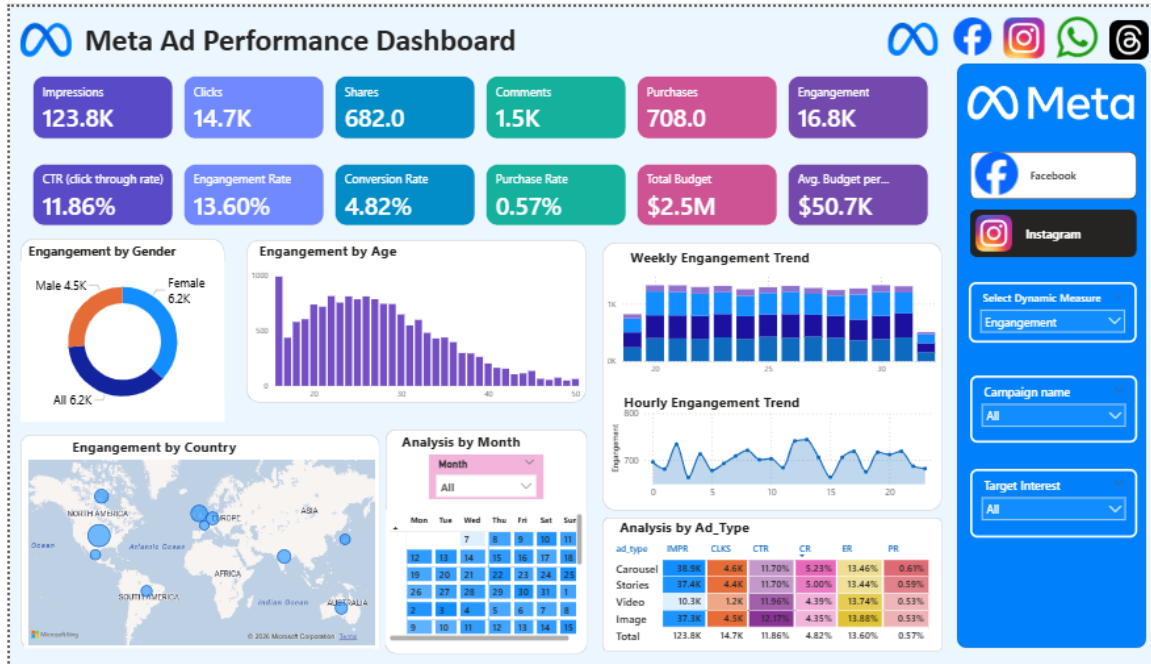 Meta Ad Performance Dashboard
Impressions
123.8K
Clicks
14.7K
Shares
682.0
Comments
1.5K
Purchases
708.0
Engangement
16.8K
CTR (click through rate)
11.86%
Engangement Rate
13.60%
Conversion Rate
4.82%
Purchase Rate
0.57%
Total Budget
$2.5M
Avg. Budget per...
$50.7K
Engangement by Gender
Male 4.5K
Female
6.2K
All 6.2K
Engangement by Age
1000
500
0
20 30 40 50
Weekly Engangement Trend
1K
0K
20 25 30
Hourly Engangement Trend
800
700
Engangement
0 5 10 15 20
Engangement by Country
NORTH AMERICA
EUROPE
ASIA
Ocean
Atlantic Ocean
AFRICA
SOUTH AMERICA
Indian Ocean
AUSTRALIA
Microsoft Bing
© 2026 Microsoft Corporation Terms
Analysis by Month
Month
All
Mon Tue Wed Thu Fri Sat Sun
7 8 9 10 11
12 13 14 15 16 17 18
19 20 21 22 23 24 25
26 27 28 29 30 31 1
2 3 4 5 6 7 8
9 10 11 12 13 14 15
Analysis by Ad_Type
ad_type IMPR CLKS CTR CR ER PR
Carousel 38.9K 4.6K 11.70% 5.23% 13.46% 0.61%
Stories 37.4K 4.4K 11.70% 5.00% 13.44% 0.59%
Video 10.3K 1.2K 11.96% 4.39% 13.74% 0.53%
Image 37.3K 4.5K 12.17% 4.35% 13.88% 0.53%
Total 123.8K 14.7K 11.86% 4.82% 13.60% 0.57%
Meta
Facebook
Instagram
Select Dynamic Measure
Engangement
Campaign name
All
Target Interest
All